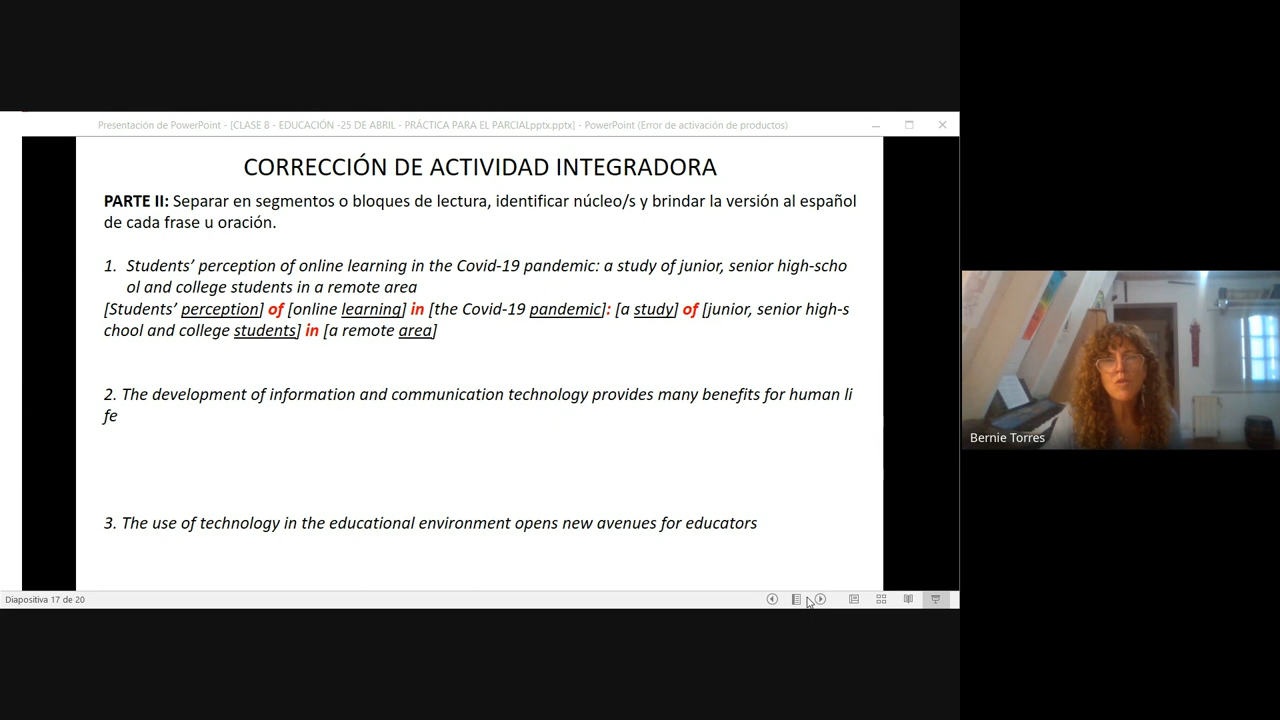 Presentación de PowerPoint - [CLASE 8 - EDUCACIÓN -25 DE ABRIL - PRÁCTICA PARA EL PARCIALpptx.pptx] - PowerPoint (Error de activación de productos)
CORRECCIÓN DE ACTIVIDAD INTEGRADORA
PARTE II: Separar en segmentos o bloques de lectura, identificar núcleo/s y brindar la versión al español
de cada frase u oración.
1. Students’ perception of online learning in the Covid-19 pandemic: a study of junior, senior high-scho
ol and college students in a remote area
[Students’ perception] of [online learning] in [the Covid-19 pandemic]: [a study] of [junior, senior high-s
chool and college students] in [a remote area]
2. The development of information and communication technology provides many benefits for human li
fe
3. The use of technology in the educational environment opens new avenues for educators
Diapositiva 17 de 20
Bernie Torres